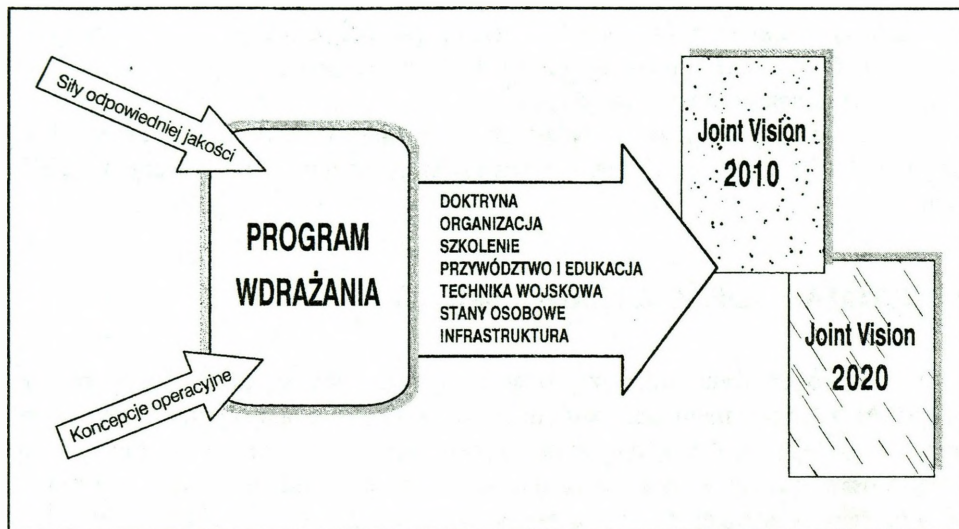 Siły odpowiedniej jakości
Koncepcje operacyjne
PROGRAM
WDRAŻANIA
DOKTRYNA
ORGANIZACJA
SZKOLENIE
PRZYWÓDZTWO I EDUKACJA
TECHNIKA WOJSKOWA
STANY OSOBOWE
INFRASTRUKTURA
Joint Vision
2010
Joint Vision
2020